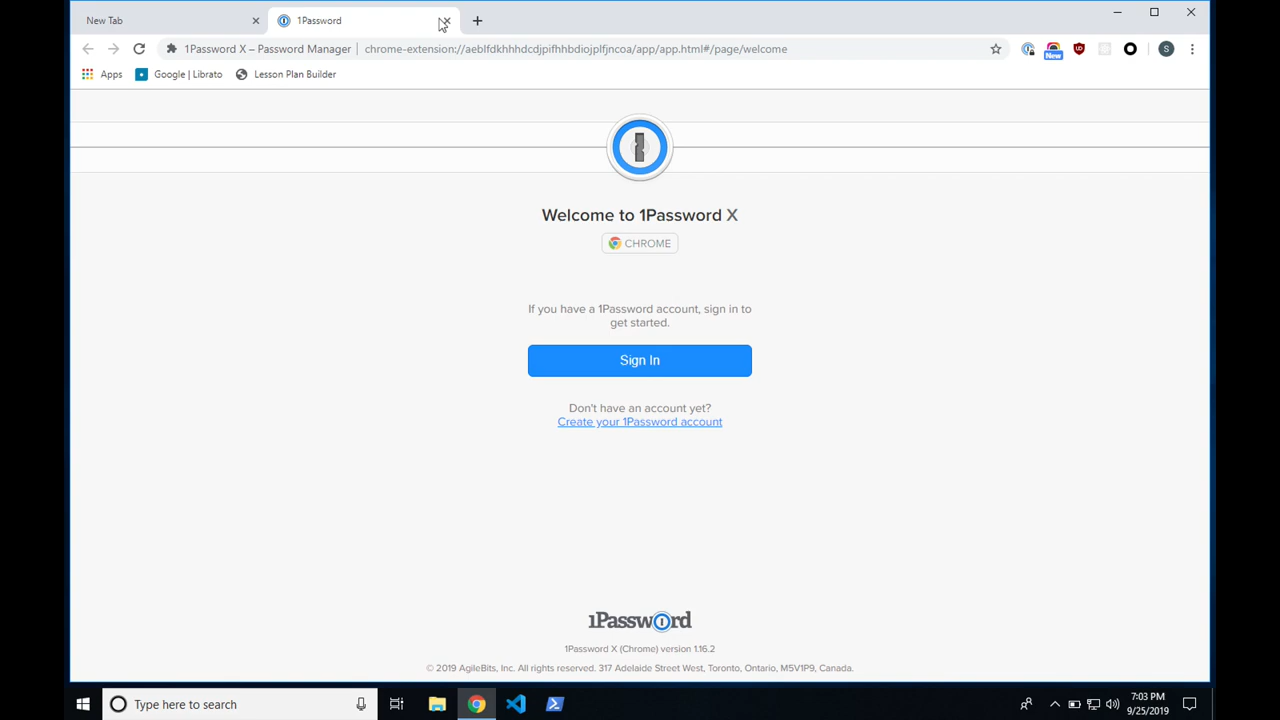 New Tab
1Password
1Password X – Password Manager
chrome-extension://aeblfdkhhhdcdjpifhhbdiojplfjncoa/app/app.html#/page/welcome
New
S
Apps
Google | Librato
Lesson Plan Builder
Welcome to 1Password X
CHROME
If you have a 1Password account, sign in to
get started.
Sign In
Don't have an account yet?
Create your 1Password account
1Password
1Password X (Chrome) version 1.16.2
© 2019 AgileBits, Inc. All rights reserved. 317 Adelaide Street West, Toronto, Ontario, M5V1P9, Canada.
Type here to search
7:03 PM
9/25/2019